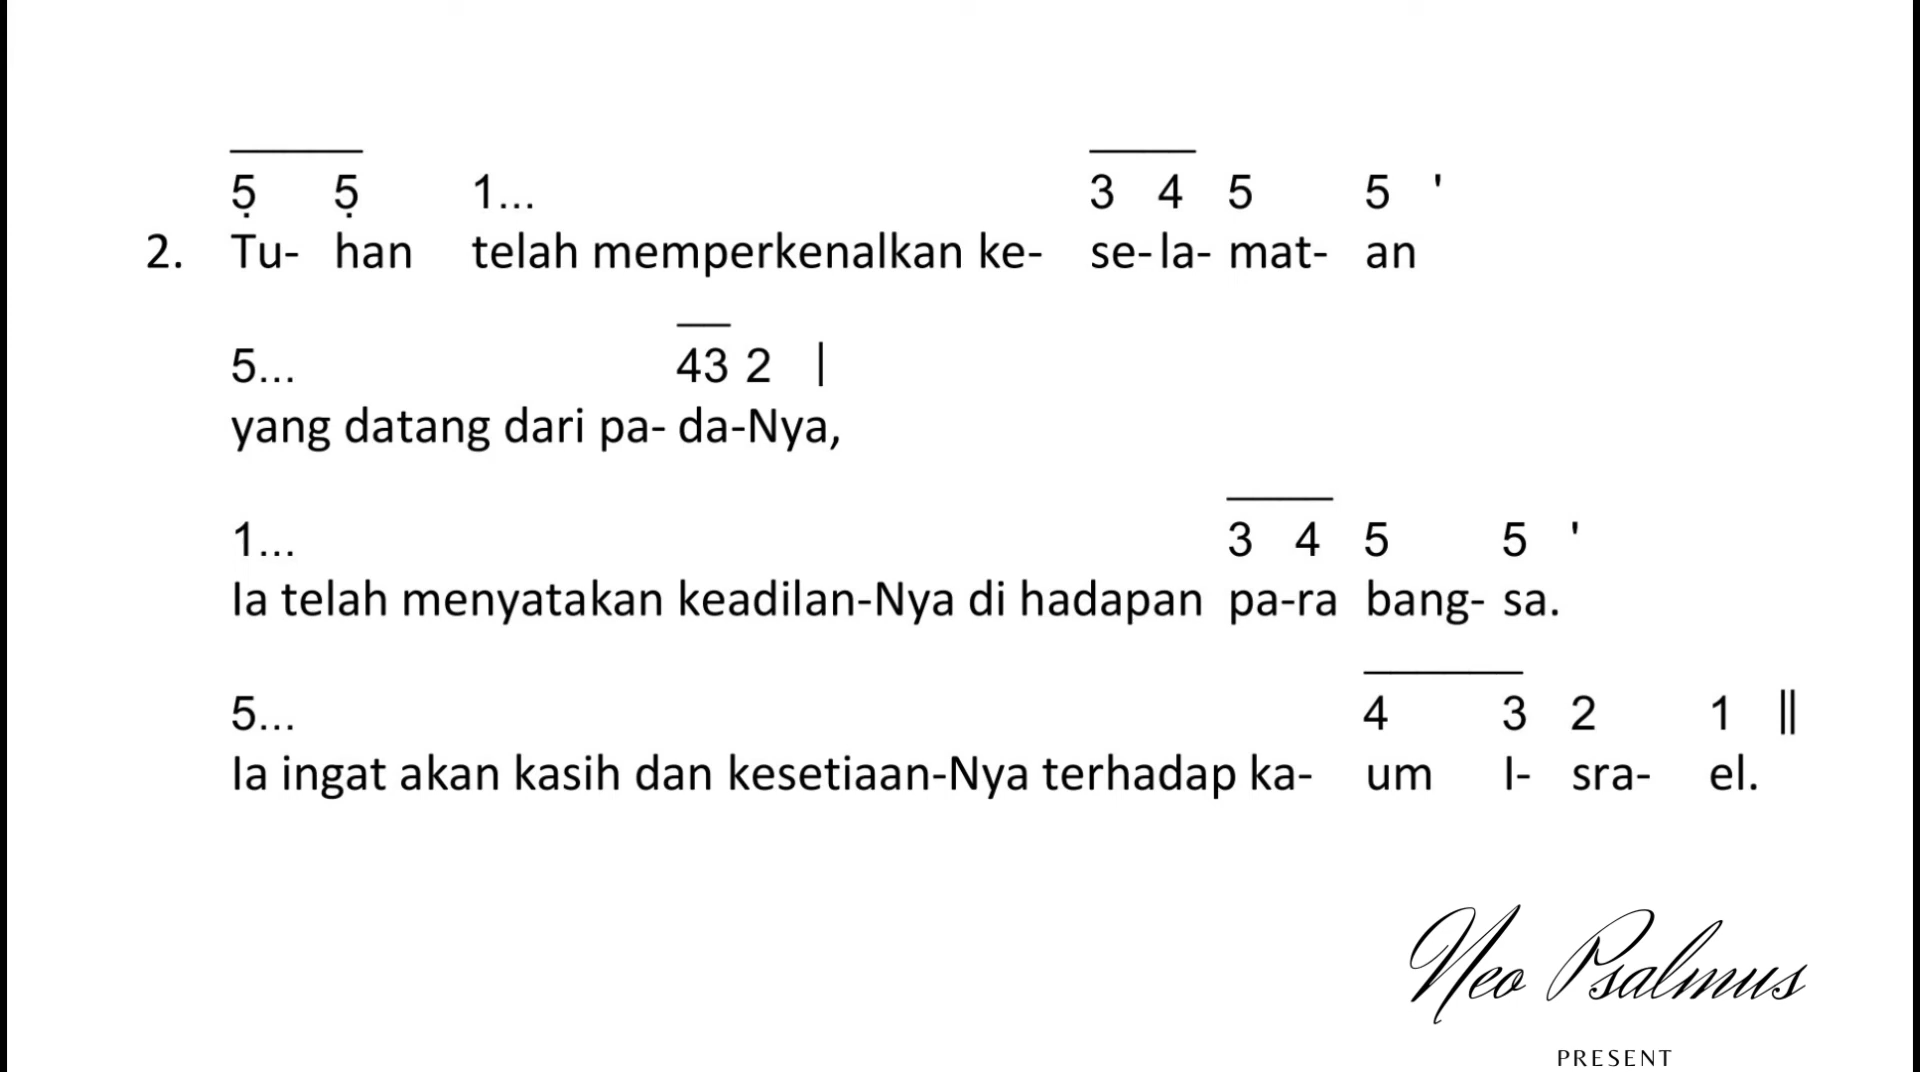 5̣ 5̣ 1... 3 4 5 5 '
2. Tu- han telah memperkenalkan ke- se-la- mat- an
5... 43 2 |
yang datang dari pa- da-Nya,
1... 3 4 5 5 '
Ia telah menyatakan keadilan-Nya di hadapan pa-ra bang- sa.
5... 4 3 2 1 ||
Ia ingat akan kasih dan kesetiaan-Nya terhadap ka- um I- sra- el.
Neo Psalmus
PRESENT